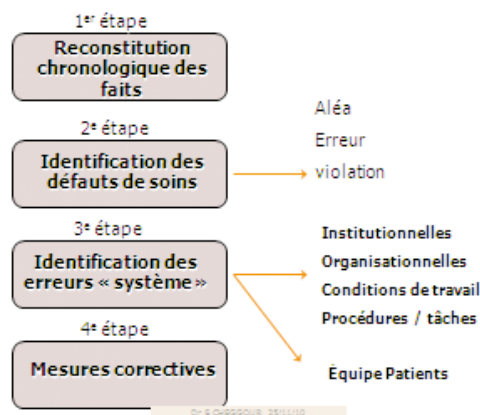 1er étape
Reconstitution
chronologique des
faits
2e étape
Identification des
défauts de soins
Aléa
Erreur
violation
3e étape
Identification des
erreurs « système »
Institutionnelles
Organisationnelles
Conditions de travail
Procédures / tâches
Équipe Patients
4e étape
Mesures correctives